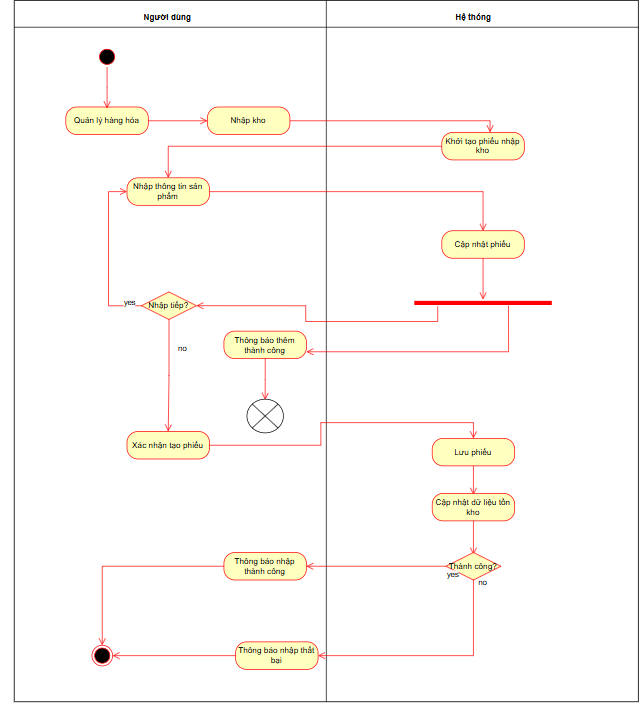 Người dùng
Hệ thống
Quản lý hàng hóa
Nhập kho
Khởi tạo phiếu nhập
kho
Nhập thông tin sản
phẩm
Cập nhật phiếu
yes
Nhập tiếp?
no
Thông báo thêm
thành công
Xác nhận tạo phiếu
Lưu phiếu
Cập nhật dữ liệu tồn
kho
Thông báo nhập
thành công
Thành công?
yes
no
Thông báo nhập thất
bại